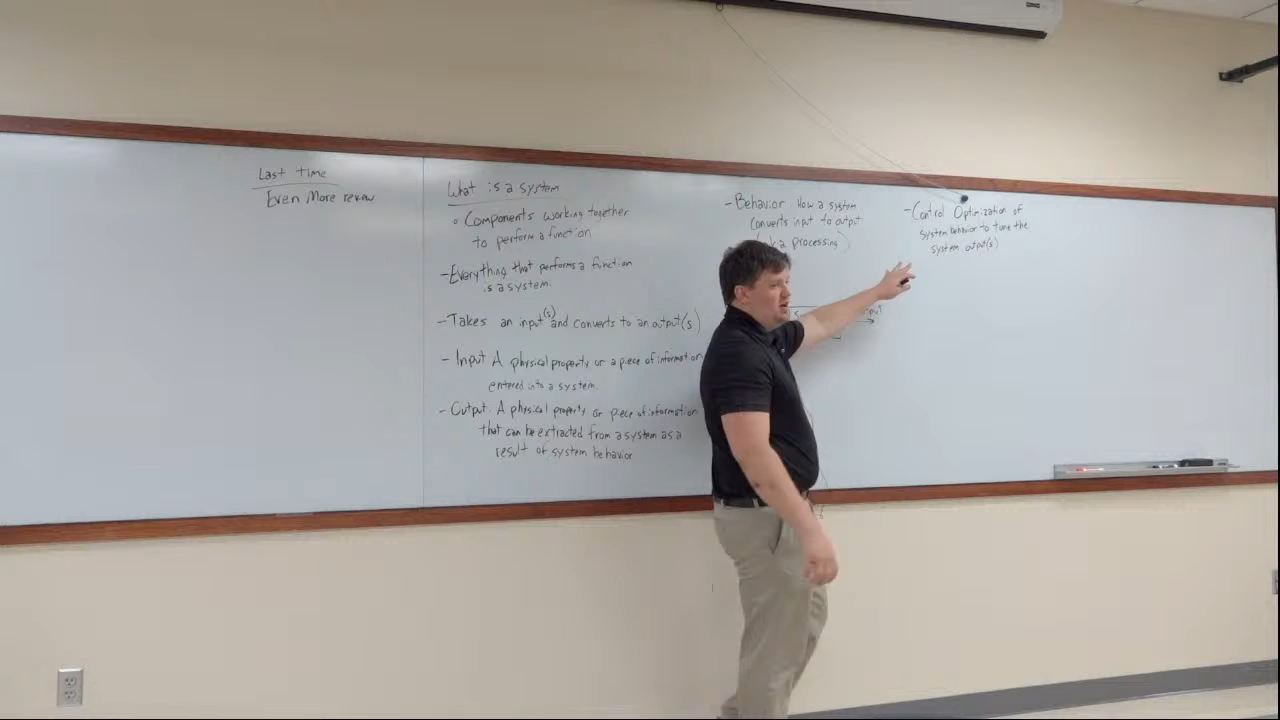 Last time
Even More review
What is a system
Components working together
to perform a function
- Everything that performs a function
is a system.
- Takes an input(s) and converts to an output(s)
- Input A physical property or a piece of information
entered into a system.
- Output A physical property or piece of information
that can be extracted from a system as a
result of system behavior
- Behavior How a system
converts input to output
processing)
- Control Optimization of
system behavior to tune the
system output(s)